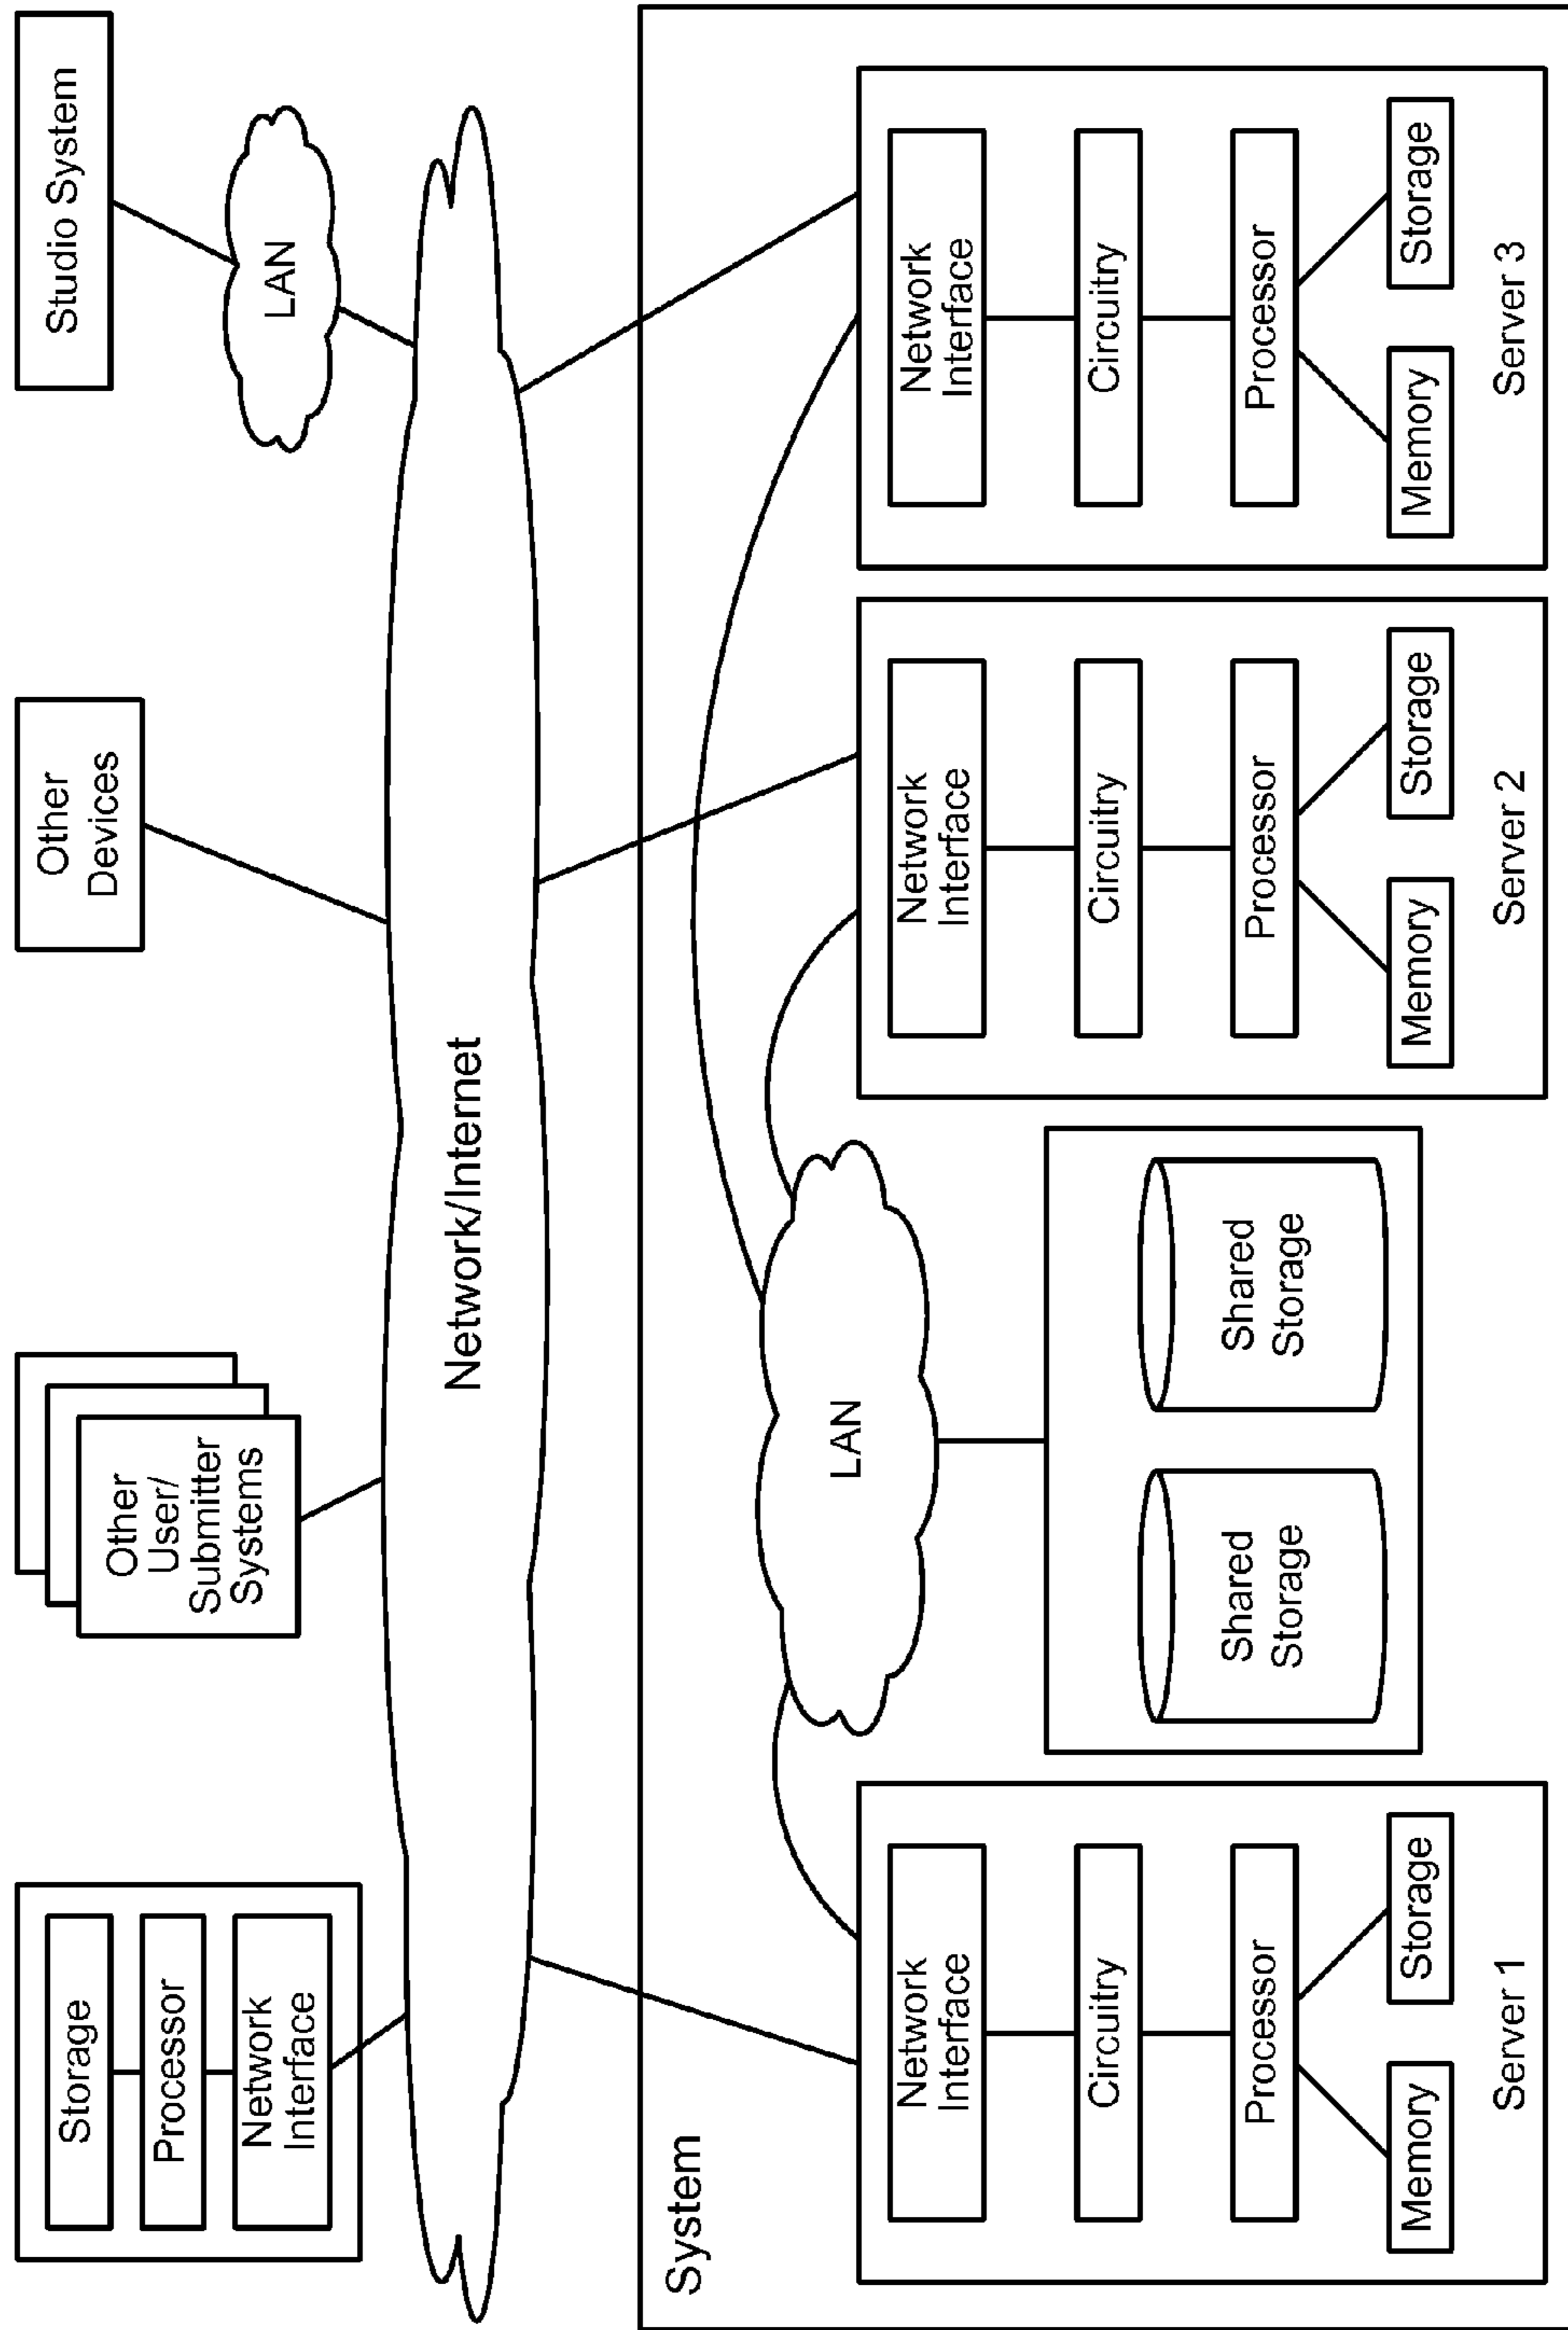 Storage
Processor
Network
Interface
Other
User/
Submitter
Systems
Other
Devices
Studio System
LAN
Network/Internet
System
Network
Interface
Circuitry
Processor
Memory
Storage
Server 1
LAN
Shared
Storage
Shared
Storage
Network
Interface
Circuitry
Processor
Memory
Storage
Server 2
Network
Interface
Circuitry
Processor
Memory
Storage
Server 3